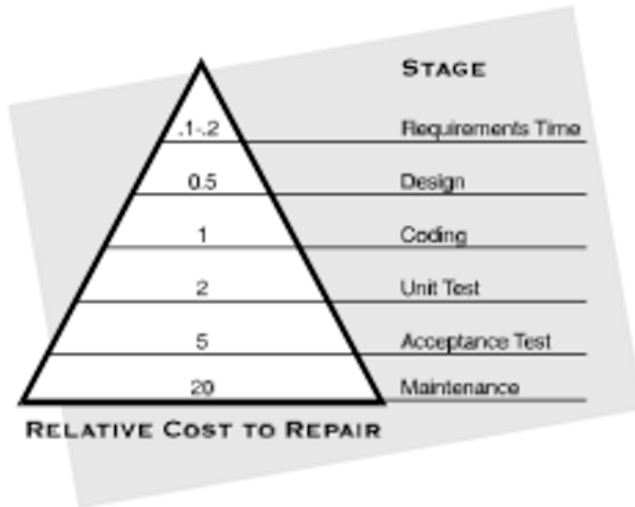 STAGE
.1-.2 Requirements Time
0.5 Design
1 Coding
2 Unit Test
5 Acceptance Test
20 Maintenance
RELATIVE COST TO REPAIR